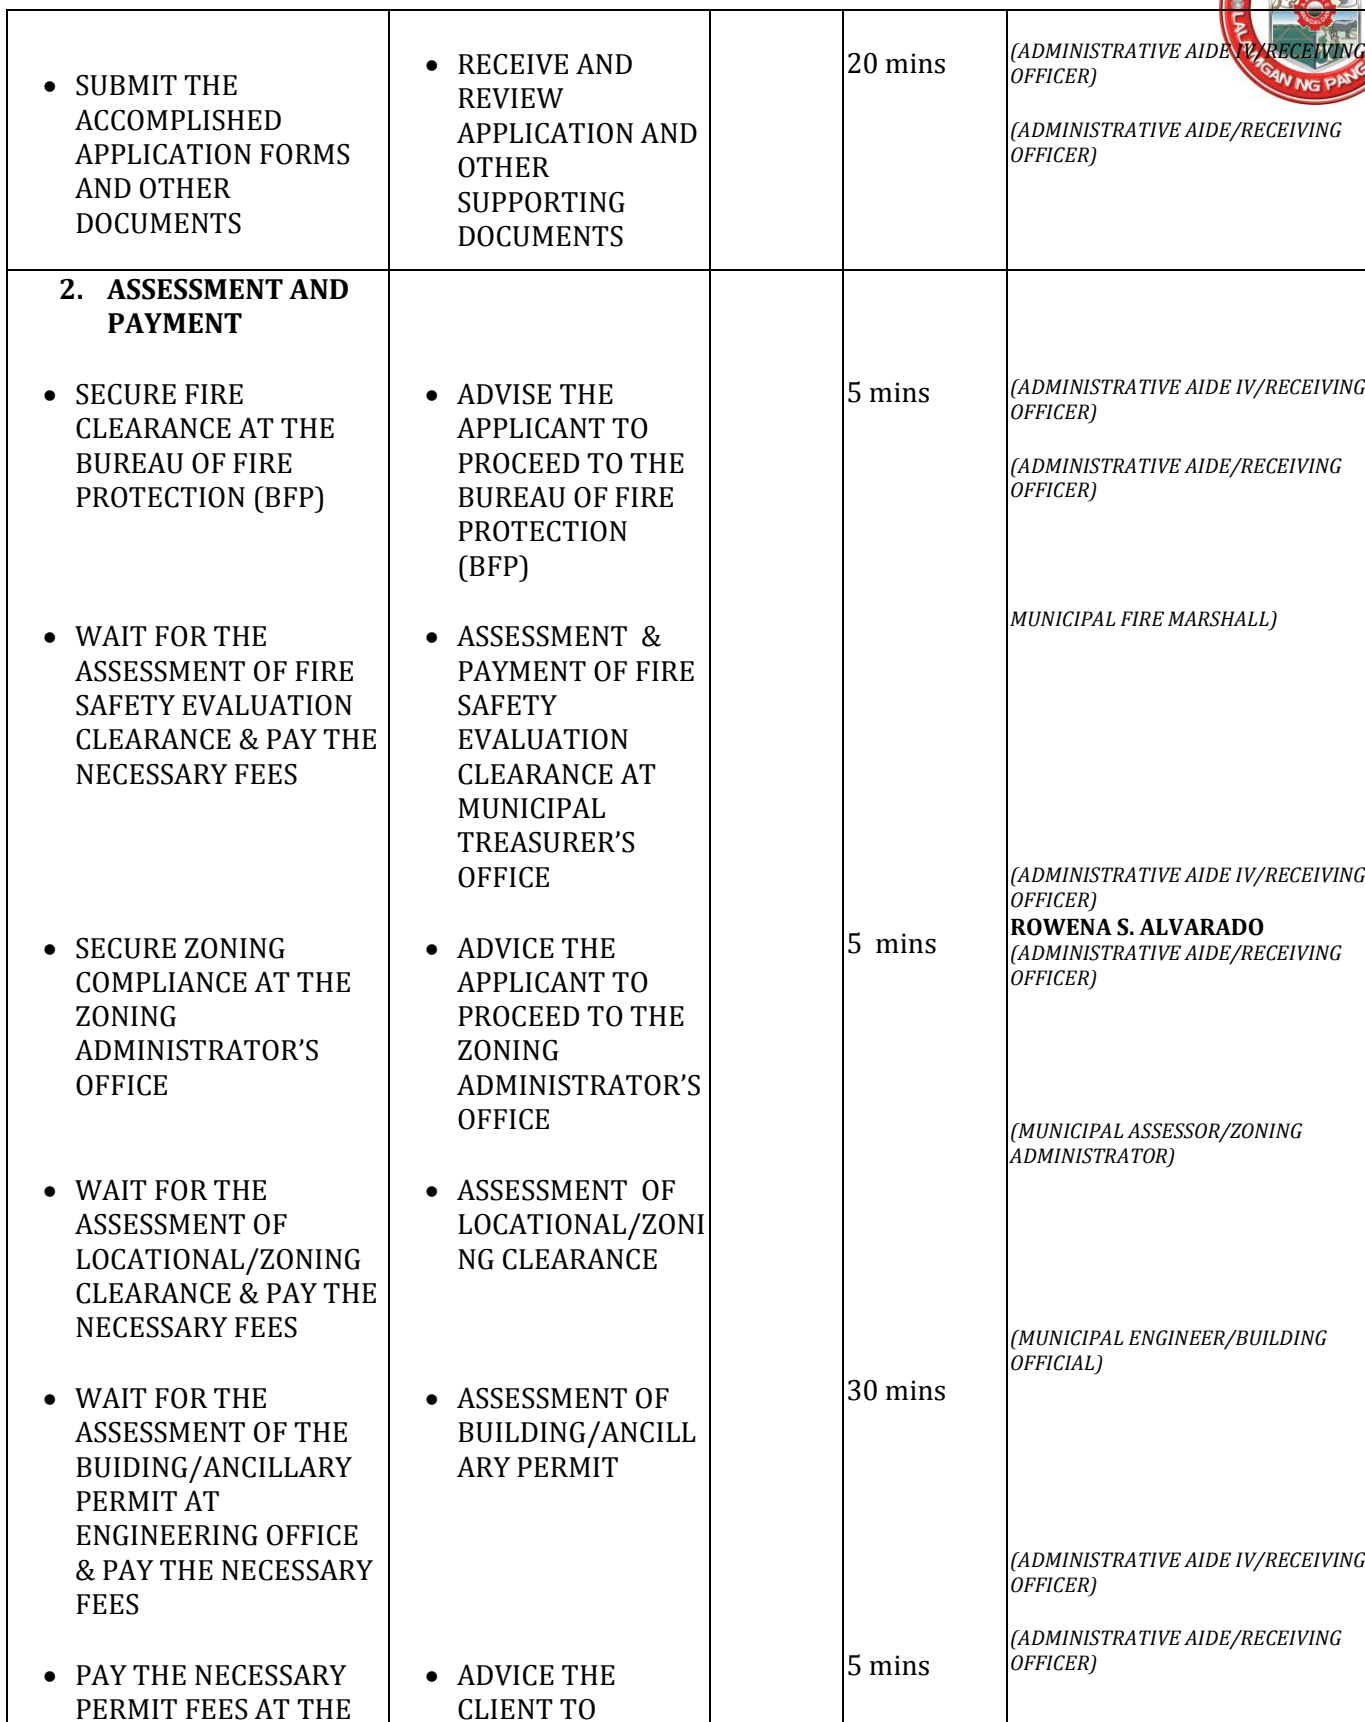 • SUBMIT THE
ACCOMPLISHED
APPLICATION FORMS
AND OTHER
DOCUMENTS
• RECEIVE AND
REVIEW
APPLICATION AND
OTHER
SUPPORTING
DOCUMENTS
20 mins
(ADMINISTRATIVE AIDE IV/RECEIVING
OFFICER)
(ADMINISTRATIVE AIDE/RECEIVING
OFFICER)
2. ASSESSMENT AND
PAYMENT
• SECURE FIRE
CLEARANCE AT THE
BUREAU OF FIRE
PROTECTION (BFP)
• ADVISE THE
APPLICANT TO
PROCEED TO THE
BUREAU OF FIRE
PROTECTION
(BFP)
5 mins
(ADMINISTRATIVE AIDE IV/RECEIVING
OFFICER)
(ADMINISTRATIVE AIDE/RECEIVING
OFFICER)
• WAIT FOR THE
ASSESSMENT OF FIRE
SAFETY EVALUATION
CLEARANCE & PAY THE
NECESSARY FEES
• ASSESSMENT &
PAYMENT OF FIRE
SAFETY
EVALUATION
CLEARANCE AT
MUNICIPAL
TREASURER’S
OFFICE
MUNICIPAL FIRE MARSHALL)
• SECURE ZONING
COMPLIANCE AT THE
ZONING
ADMINISTRATOR’S
OFFICE
• ADVICE THE
APPLICANT TO
PROCEED TO THE
ZONING
ADMINISTRATOR’S
OFFICE
5 mins
(ADMINISTRATIVE AIDE IV/RECEIVING
OFFICER)
ROWENA S. ALVARADO
(ADMINISTRATIVE AIDE/RECEIVING
OFFICER)
• WAIT FOR THE
ASSESSMENT OF
LOCATIONAL/ZONING
CLEARANCE & PAY THE
NECESSARY FEES
• ASSESSMENT OF
LOCATIONAL/ZONI
NG CLEARANCE
(MUNICIPAL ASSESSOR/ZONING
ADMINISTRATOR)
• WAIT FOR THE
ASSESSMENT OF THE
BUIDING/ANCILLARY
PERMIT AT
ENGINEERING OFFICE
& PAY THE NECESSARY
FEES
• ASSESSMENT OF
BUILDING/ANCILL
ARY PERMIT
30 mins
(MUNICIPAL ENGINEER/BUILDING
OFFICIAL)
• PAY THE NECESSARY
PERMIT FEES AT THE
• ADVICE THE
CLIENT TO
5 mins
(ADMINISTRATIVE AIDE IV/RECEIVING
OFFICER)
(ADMINISTRATIVE AIDE/RECEIVING
OFFICER)